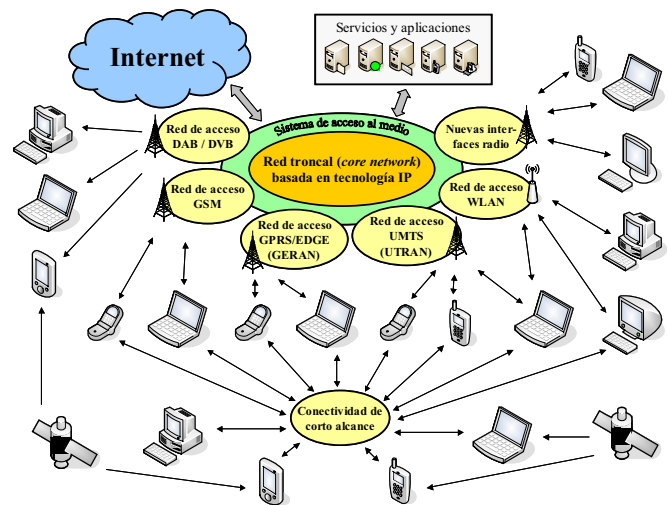 Servicios y aplicaciones
Internet
Sistema de acceso al medio
Red de acceso
DAB / DVB
Nuevas inter-
faces radio
Red troncal (core network)
basada en tecnología IP
Red de acceso
GSM
Red de acceso
WLAN
Red de acceso
GPRS/EDGE
(GERAN)
Red de acceso
UMTS
(UTRAN)
Conectividad de
corto alcance